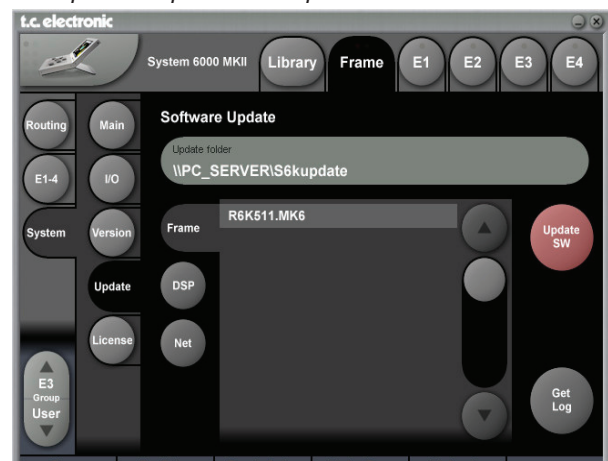 t.c. electronic
System 6000 MKII
Library
Frame
E1
E2
E3
E4
Routing
Main
Software Update
Update folder
\\PC_SERVER\S6kupdate
E1-4
I/O
System
Version
Frame
R6K511.MK6
Update
SW
Update
DSP
License
Net
E3
Group
User
Get
Log